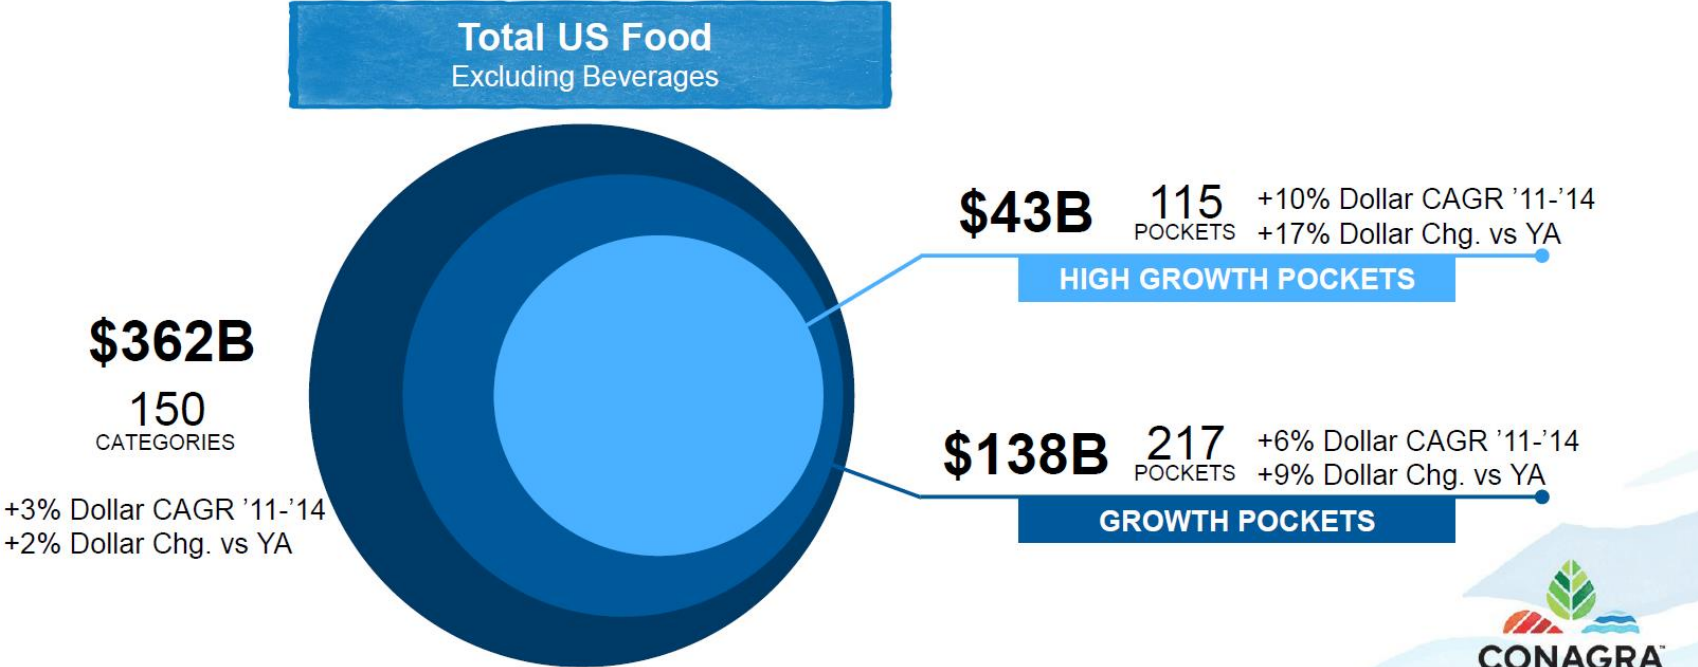 Total US Food
Excluding Beverages
$43B
115
POCKETS
+10% Dollar CAGR ’11-’14
+17% Dollar Chg. vs YA
HIGH GROWTH POCKETS
$362B
150
CATEGORIES
+3% Dollar CAGR ’11-’14
+2% Dollar Chg. vs YA
$138B
217
POCKETS
+6% Dollar CAGR ’11-’14
+9% Dollar Chg. vs YA
GROWTH POCKETS
CONAGRA™